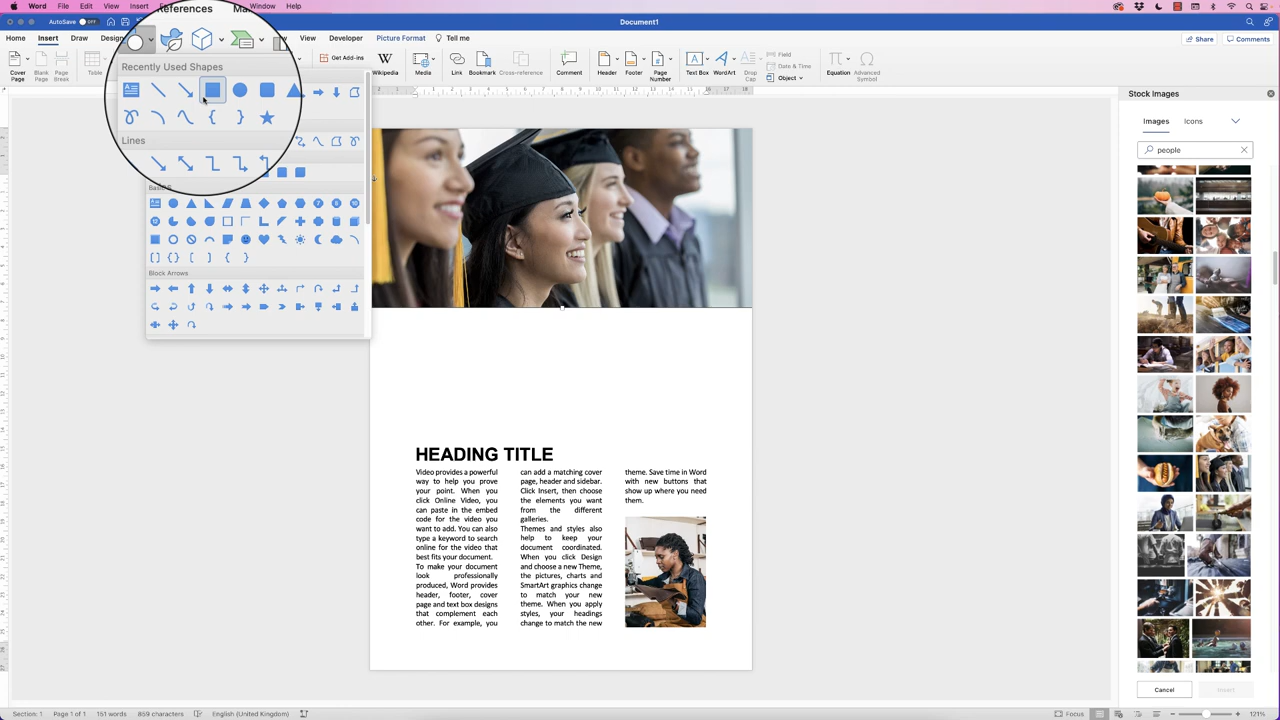 Word File Edit View Insert
References
Window Help
AutoSave OFF
Document1
Home Insert Draw
View Developer Picture Format Tell me
Share Comments
Cover Page
Blank Page
Page Break
Table
Get Add-ins
Wikipedia
Media
Link
Bookmark
Cross-reference
Comment
Header
Footer
Page Number
Text Box
WordArt
Field
Date & Time
Object
Equation
Advanced Symbol
Recently Used Shapes
Lines
Block Arrows
Stock Images
Images Icons
people
HEADING TITLE
Video provides a powerful
way to help you prove
your point. When you
click Online Video, you
can paste in the embed
code for the video you
want to add. You can also
type a keyword to search
online for the video that
best fits your document.
To make your document
look professionally
produced, Word provides
header, footer, cover
page and text box designs
that complement each
other. For example, you
can add a matching cover
page, header and sidebar.
Click Insert, then choose
the elements you want
from the different
galleries.
Themes and styles also
help to keep your
document coordinated.
When you click Design
and choose a new Theme,
the pictures, charts and
SmartArt graphics change
to match your new
theme. When you apply
styles, your headings
change to match the new
theme. Save time in Word
with new buttons that
show up where you need
them.
Cancel Insert
Section: 1 Page 1 of 1 151 words 859 characters English (United Kingdom) Focus 121%